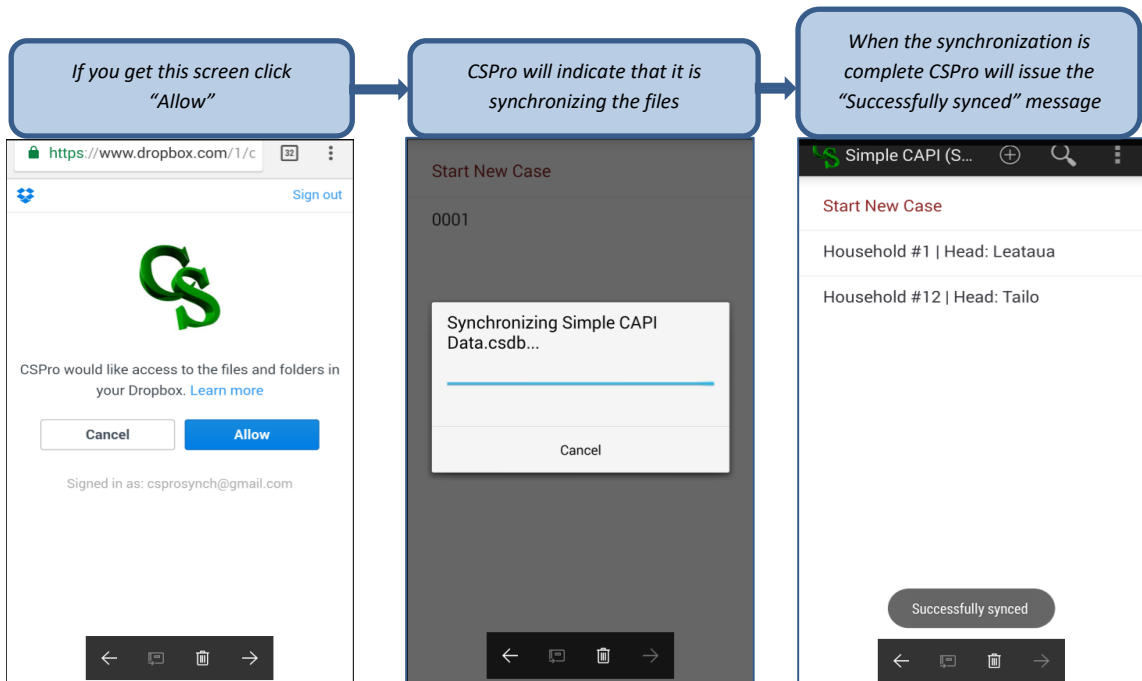 If you get this screen click
“Allow”
CSPro will indicate that it is
synchronizing the files
When the synchronization is
complete CSPro will issue the
“Successfully synced” message
https://www.dropbox.com/1/c
32
Sign out
CS
CSPro would like access to the files and folders in
your Dropbox. Learn more
Cancel
Allow
Signed in as: csprosynch@gmail.com
Start New Case
0001
Synchronizing Simple CAPI
Data.csdb...
Cancel
CS Simple CAPI (S...
Start New Case
Household #1 | Head: Leataua
Household #12 | Head: Tailo
Successfully synced